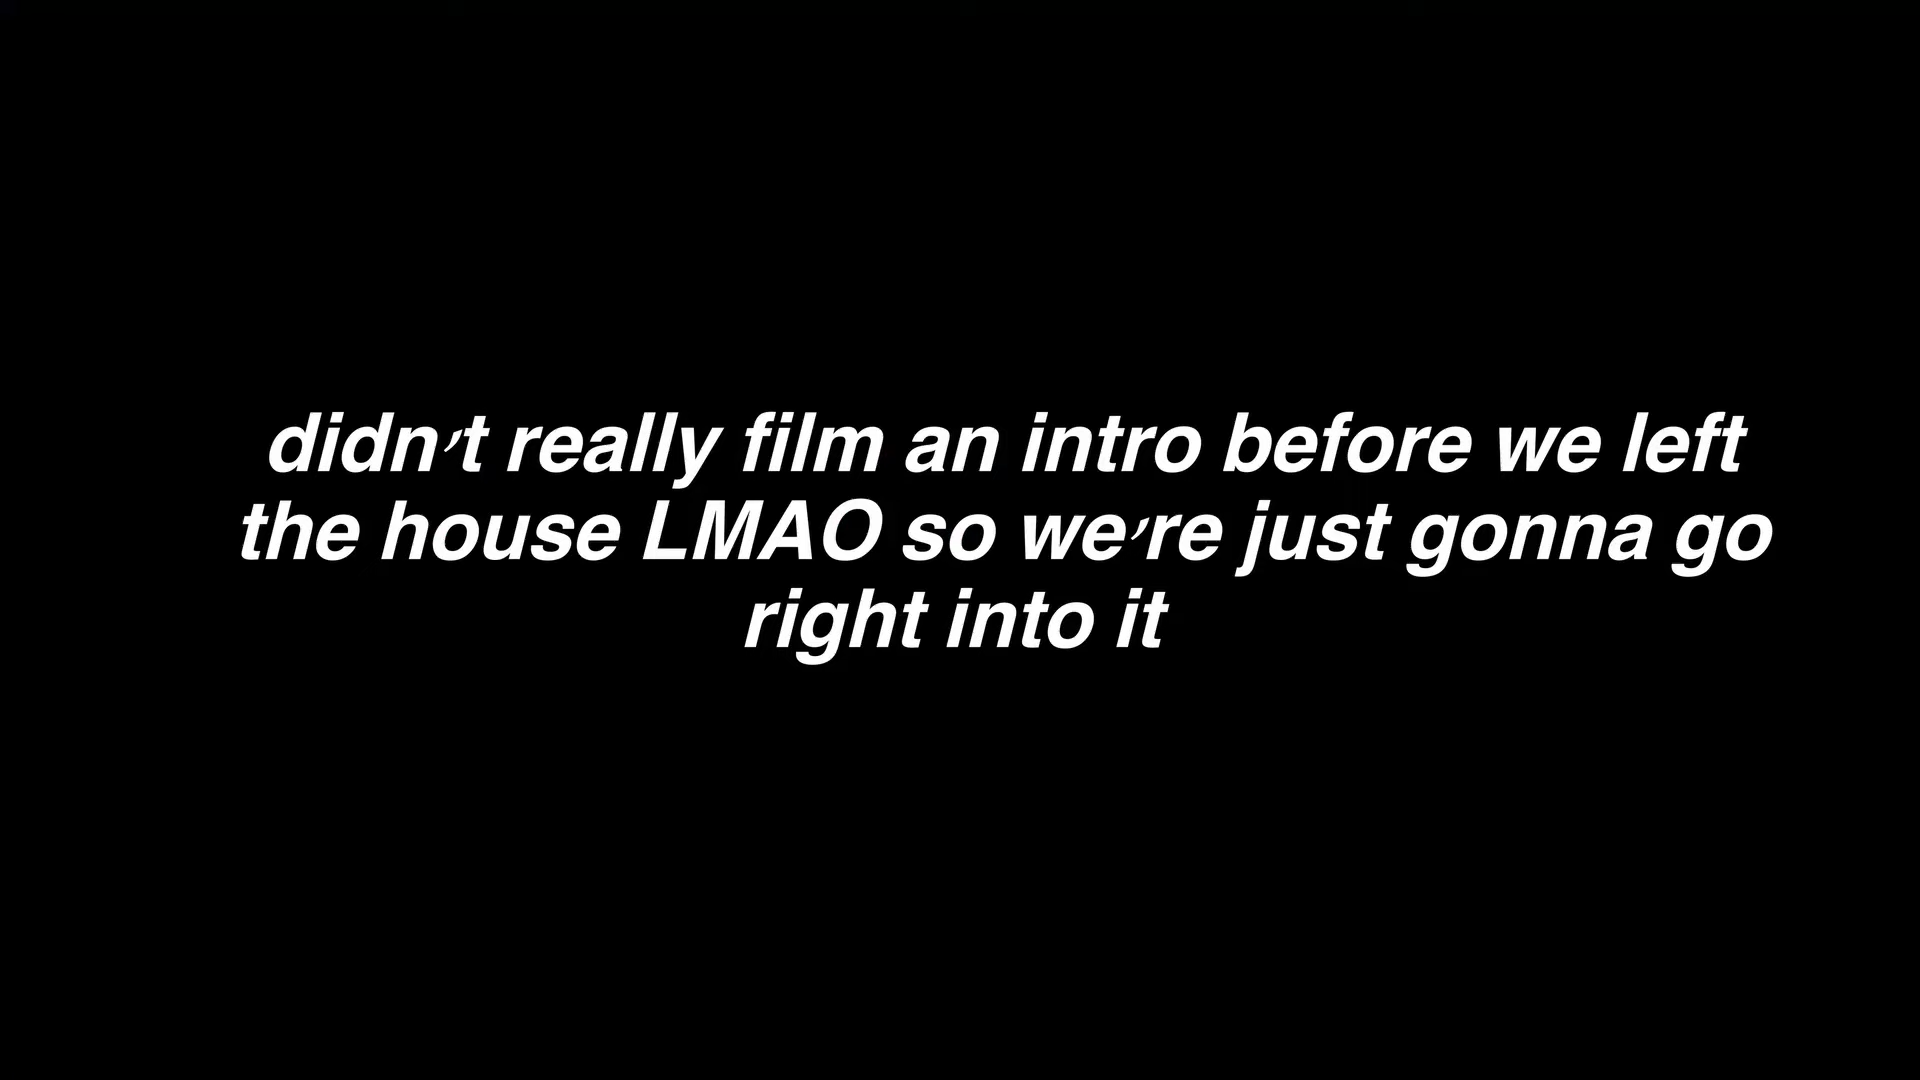 didn't really film an intro before we left
the house LMAO so we're just gonna go
right into it